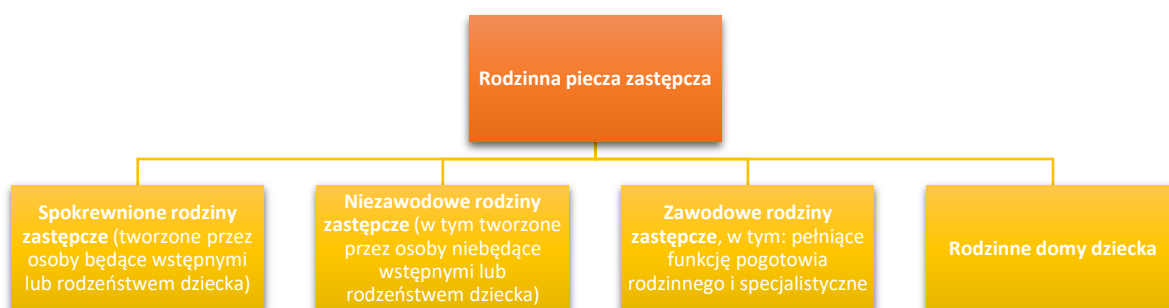 Rodzinna piecza zastępcza
Spokrewnione rodziny
zastępcze (tworzone przez
osoby będące wstępnymi
lub rodzeństwem dziecka)
Niezawodowe rodziny
zastępcze (w tym tworzone
przez osoby niebędące
wstępnymi lub
rodzeństwem dziecka)
Zawodowe rodziny
zastępcze, w tym: pełniące
funkcję pogotowia
rodzinnego i specjalistyczne
Rodzinne domy dziecka